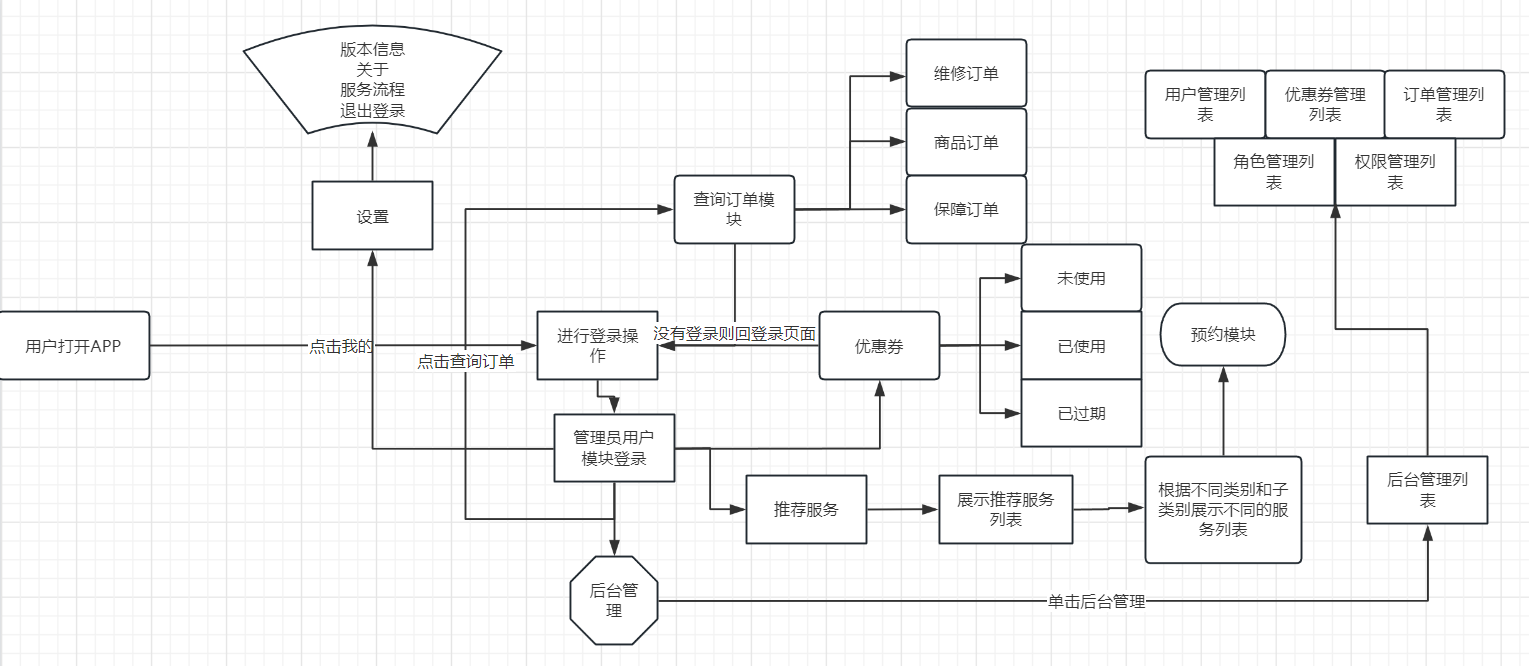 版本信息
关于
服务流程
退出登录
设置
用户打开APP
点击我的
点击查询订单
查询订单模
块
维修订单
商品订单
保障订单
进行登录操
作
没有登录则回登录页面
优惠券
未使用
已使用
已过期
管理员用户
模块登录
推荐服务
展示推荐服务
列表
根据不同类别和子
类别展示不同的服
务列表
预约模块
后台管
理
单击后台管理
后台管理列
表
用户管理列
表
优惠券管理
列表
订单管理列
表
角色管理列
表
权限管理列
表